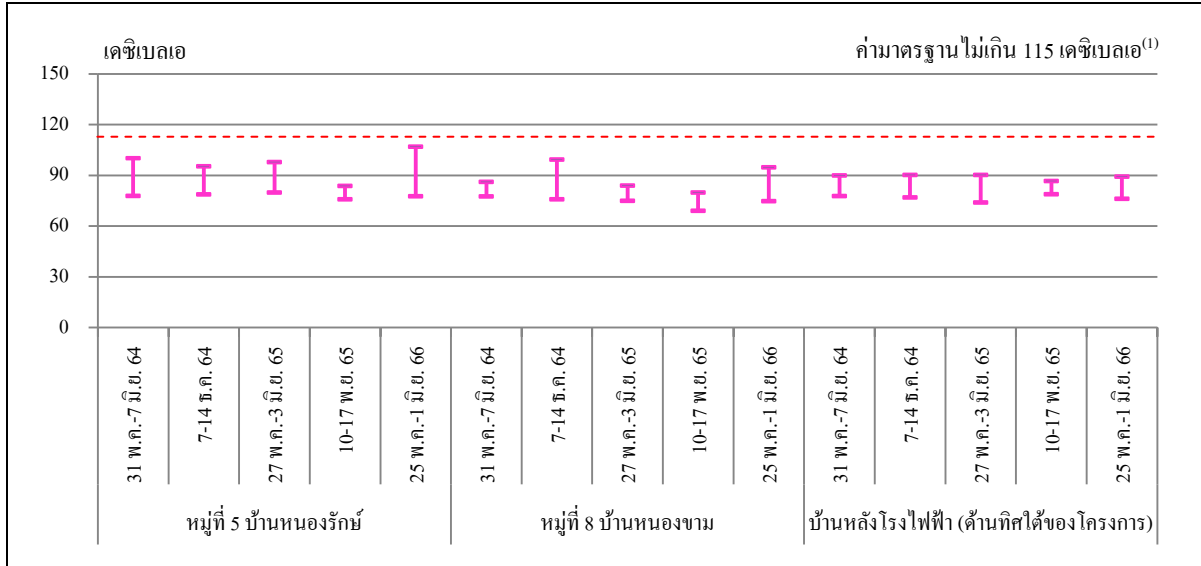 เดซิเบลเอ
ค่ามาตรฐานไม่เกิน 115 เดซิเบลเอ(1)
150
120
90
60
30
0
31 พ.ค.-7 มิ.ย. 64
7-14 ธ.ค. 64
27 พ.ค.-3 มิ.ย. 65
10-17 พ.ย. 65
25 พ.ค.-1 มิ.ย. 66
31 พ.ค.-7 มิ.ย. 64
7-14 ธ.ค. 64
27 พ.ค.-3 มิ.ย. 65
10-17 พ.ย. 65
25 พ.ค.-1 มิ.ย. 66
31 พ.ค.-7 มิ.ย. 64
7-14 ธ.ค. 64
27 พ.ค.-3 มิ.ย. 65
10-17 พ.ย. 65
25 พ.ค.-1 มิ.ย. 66
หมู่ที่ 5 บ้านหนองรักษ์
หมู่ที่ 8 บ้านหนองขาม
บ้านหลังโรงไฟฟ้า (ด้านทิศใต้ของโครงการ)